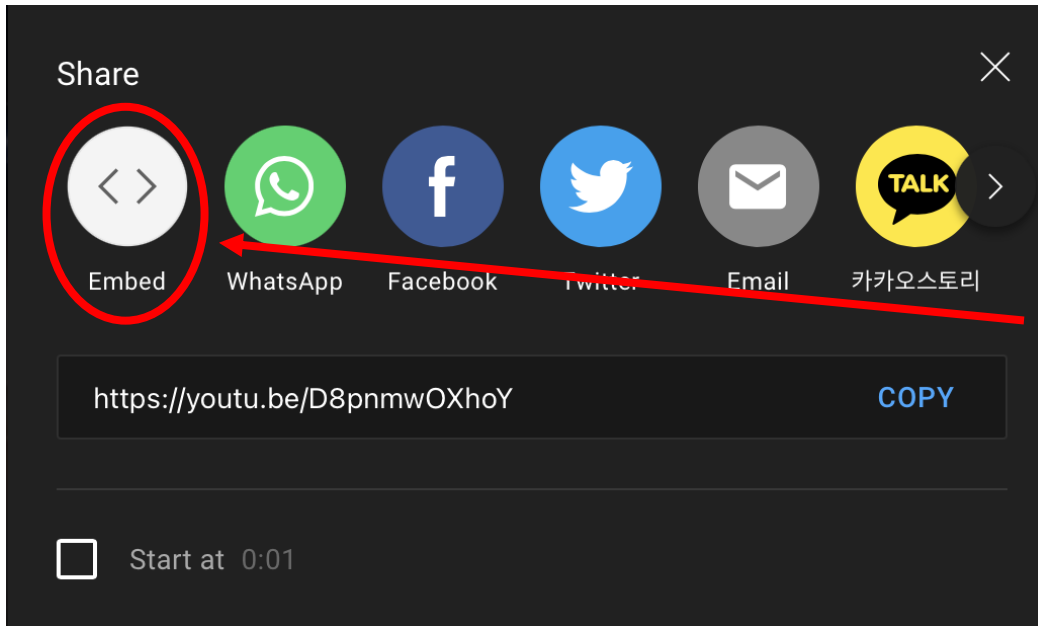 Share
TALK
Embed WhatsApp Facebook Twitter Email 카카오스토리
https://youtu.be/D8pnmwOXhoY COPY
Start at 0:01